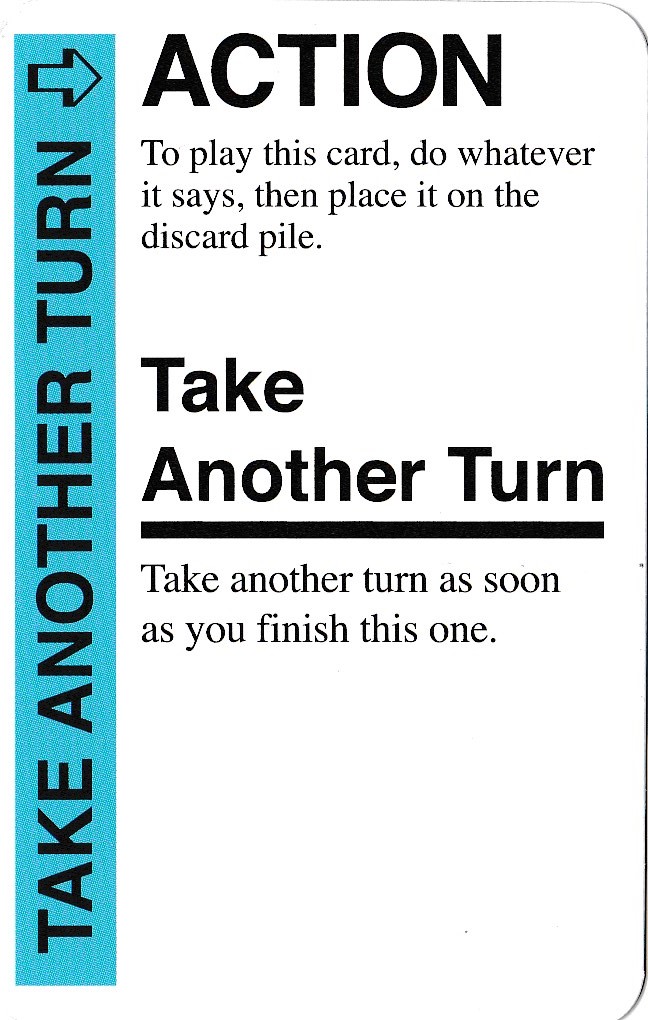 TAKE ANOTHER TURN
ACTION
To play this card, do whatever
it says, then place it on the
discard pile.
Take
Another Turn
Take another turn as soon
as you finish this one.